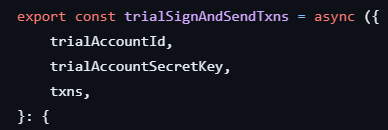 export const trialSignAndSendTxns = async ({
    trialAccountId,
    trialAccountSecretKey,
    txns,
}: {